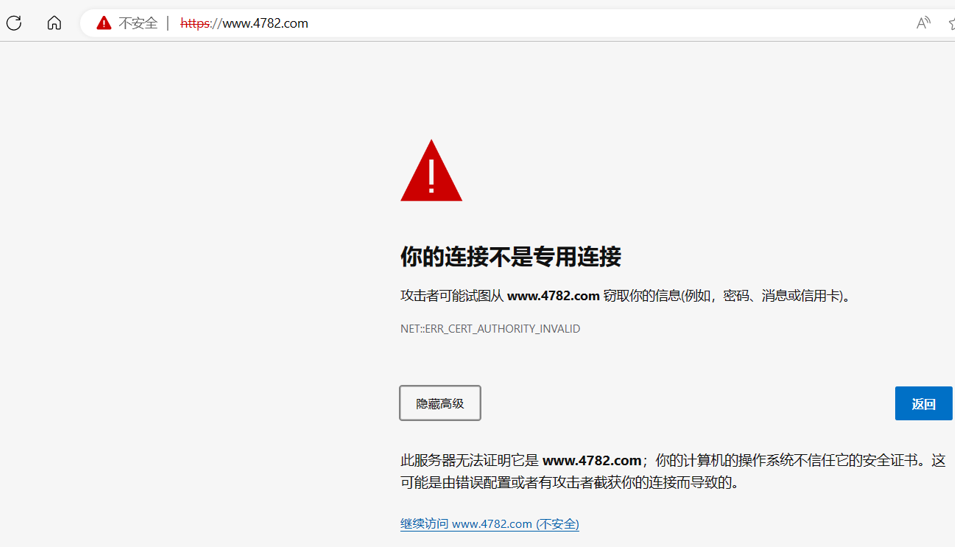 不安全 | https://www.4782.com A
你的连接不是专用连接
攻击者可能试图从 www.4782.com 窃取你的信息(例如，密码、消息或信用卡)。
NET::ERR_CERT_AUTHORITY_INVALID
隐藏高级
返回
此服务器无法证明它是 www.4782.com；你的计算机的操作系统不信任它的安全证书。这
可能是由错误配置或者有攻击者截获你的连接而导致的。
继续访问 www.4782.com (不安全)